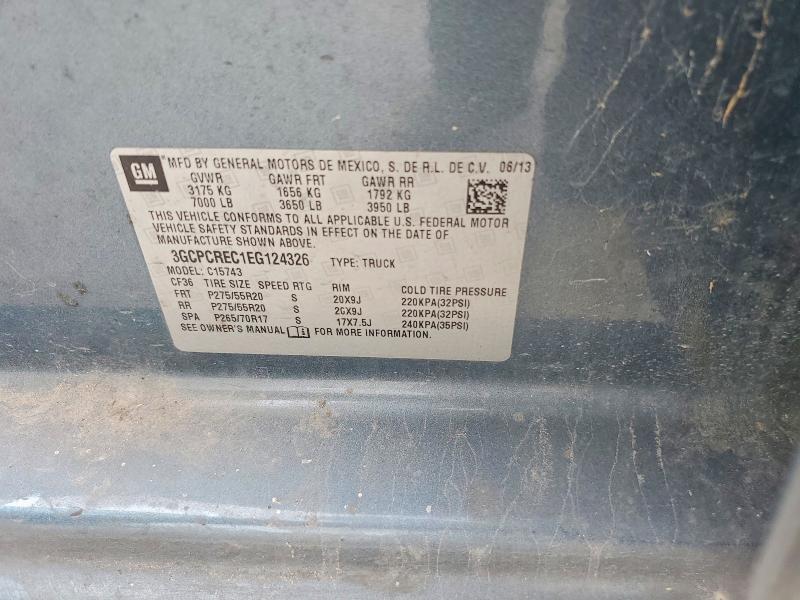 GM MFD BY GENERAL MOTORS DE MEXICO, S. DE R.L. DE C.V. 06/13
GVWR GAWR FRT GAWR RR
3175 KG 1656 KG 1792 KG
7000 LB 3650 LB 3950 LB
THIS VEHICLE CONFORMS TO ALL APPLICABLE U.S. FEDERAL MOTOR
VEHICLE SAFETY STANDARDS IN EFFECT ON THE DATE OF
MANUFACTURE SHOWN ABOVE.
3GCPCREC1EG124326 TYPE: TRUCK
MODEL: C15743
CF36 TIRE SIZE SPEED RTG RIM COLD TIRE PRESSURE
FRT P275/55R20 S 20X9J 220KPA(32PSI)
RR P275/55R20 S 20X9J 220KPA(32PSI)
SPA P265/70R17 S 17X7.5J 240KPA(35PSI)
SEE OWNER'S MANUAL FOR MORE INFORMATION.